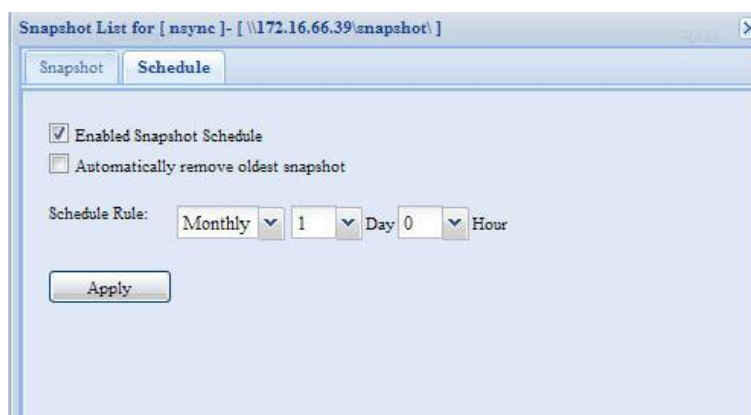 Snapshot List for [ nsync ]- [ \\172.16.66.39\snapshot\ ]
Snapshot Schedule
Enabled Snapshot Schedule
Automatically remove oldest snapshot
Schedule Rule: Monthly 1 Day 0 Hour
Apply